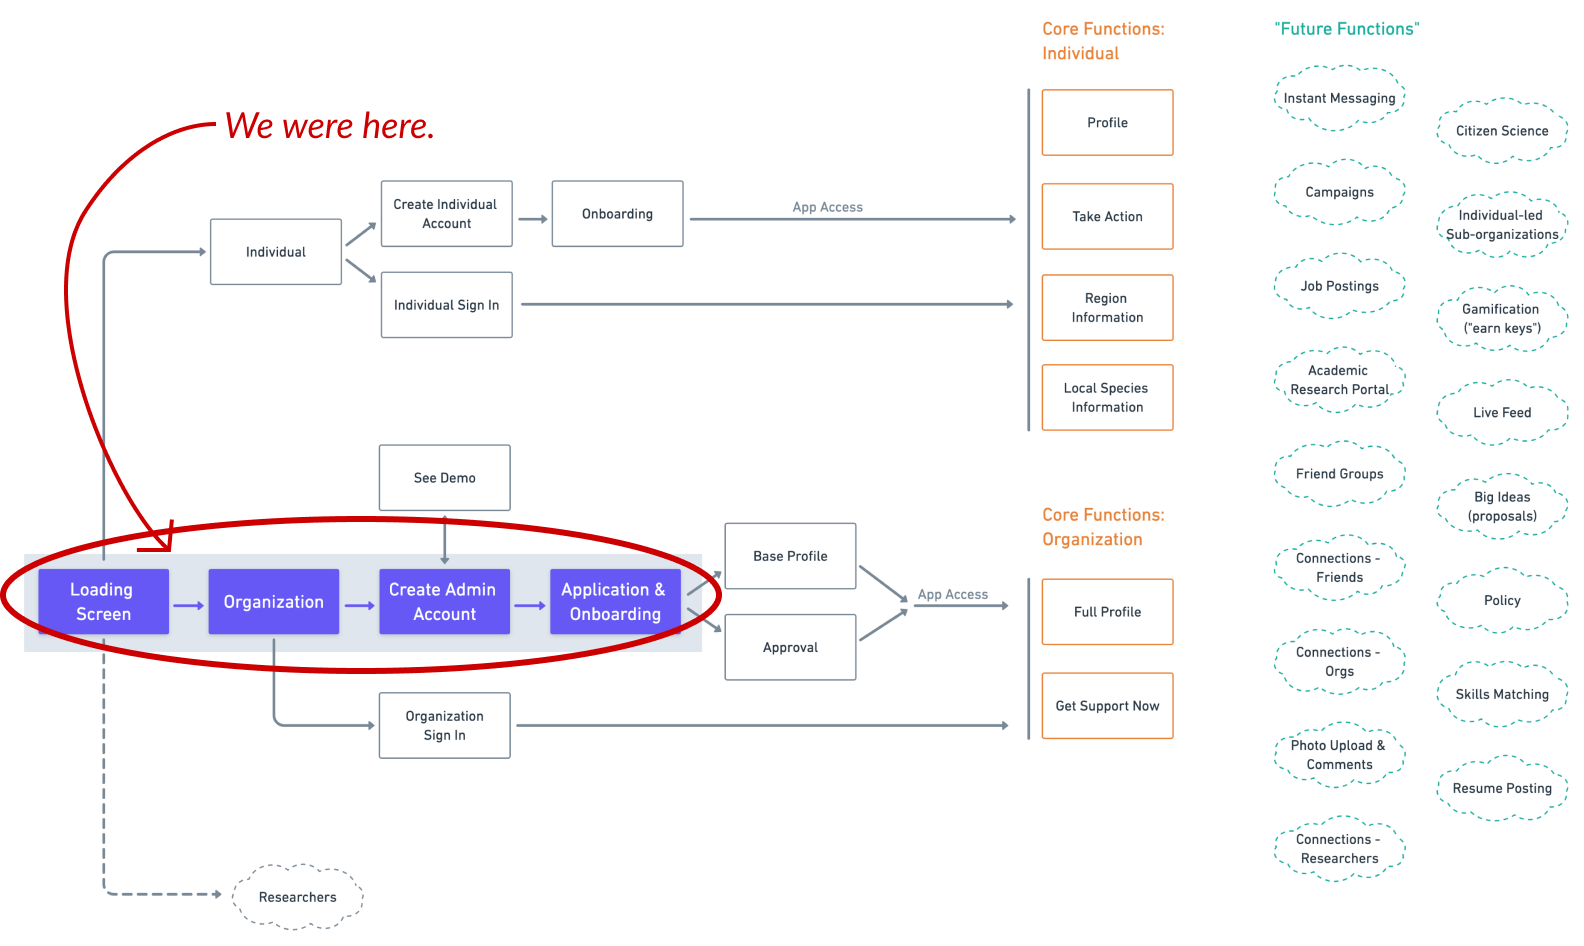 Core Functions:
Individual
"Future Functions"
We were here.
Profile
Take Action
Region
Information
Local Species
Information
Create Individual
Account
Onboarding
App Access
Individual
Individual Sign In
See Demo
Loading
Screen
Organization
Create Admin
Account
Application &
Onboarding
Base Profile
Approval
App Access
Organization
Sign In
Researchers
Core Functions:
Organization
Full Profile
Get Support Now
Instant Messaging
Campaigns
Job Postings
Academic
Research Portal
Friend Groups
Connections -
Friends
Connections -
Orgs
Photo Upload &
Comments
Connections -
Researchers
Citizen Science
Individual-led
Sub-organizations
Gamification
("earn keys")
Live Feed
Big Ideas
(proposals)
Policy
Skills Matching
Resume Posting